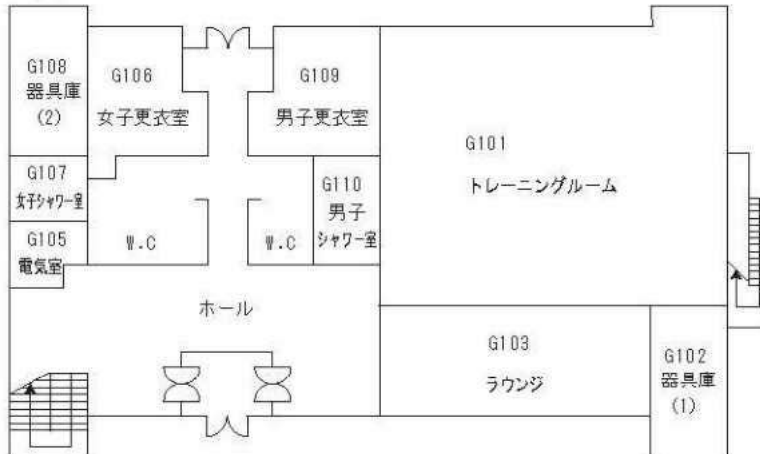 G108
器具庫
(2)
G106
女子更衣室
G109
男子更衣室
G101
トレーニングルーム
G107
女子シャワー室
G110
男子
シャワー室
G105
電気室
W.C
W.C
ホール
G103
ラウンジ
G102
器具庫
(1)